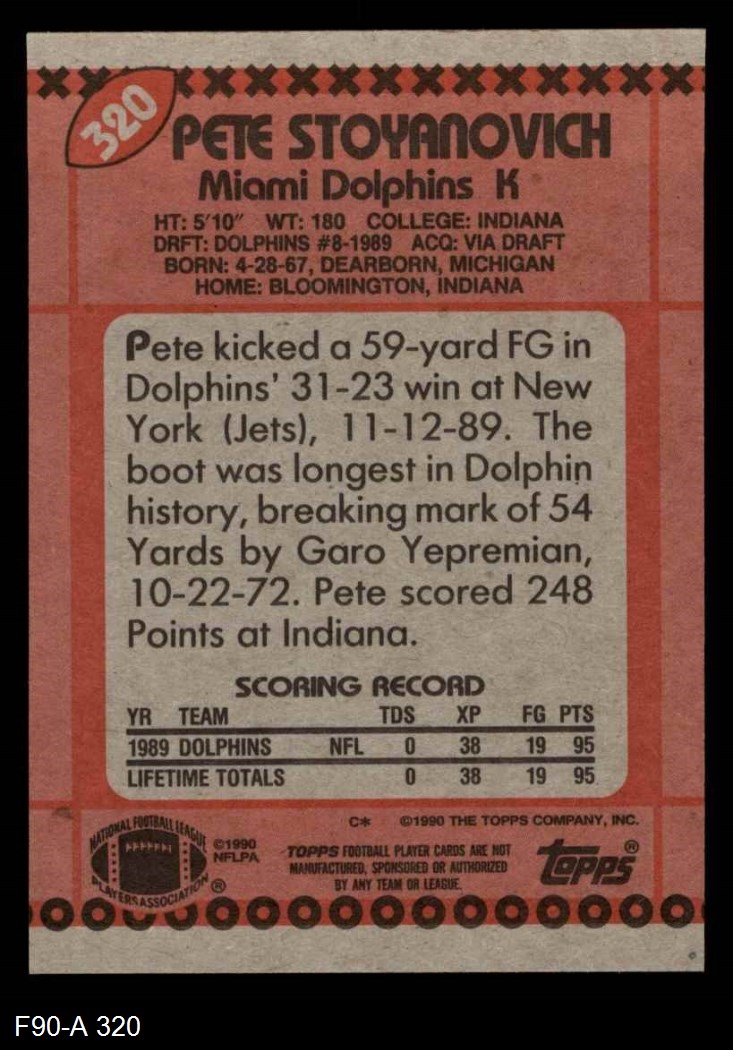 320
PETE STOYANOVICH
Miami Dolphins K
HT: 5'10" WT: 180 COLLEGE: INDIANA
DRFT: DOLPHINS #8-1989 ACQ: VIA DRAFT
BORN: 4-28-67, DEARBORN, MICHIGAN
HOME: BLOOMINGTON, INDIANA
Pete kicked a 59-yard FG in
Dolphins' 31-23 win at New
York (Jets), 11-12-89. The
boot was longest in Dolphin
history, breaking mark of 54
Yards by Garo Yepremian,
10-22-72. Pete scored 248
Points at Indiana.
SCORING RECORD
YR TEAM TDS XP FG PTS
1989 DOLPHINS NFL 0 38 19 95
LIFETIME TOTALS 0 38 19 95
C* ©1990 THE TOPPS COMPANY, INC.
NATIONAL FOOTBALL LEAGUE
PLAYERS ASSOCIATION ®
©1990
NFLPA
TOPPS FOOTBALL PLAYER CARDS ARE NOT
MANUFACTURED, SPONSORED OR AUTHORIZED
BY ANY TEAM OR LEAGUE.
Topps®
F90-A 320